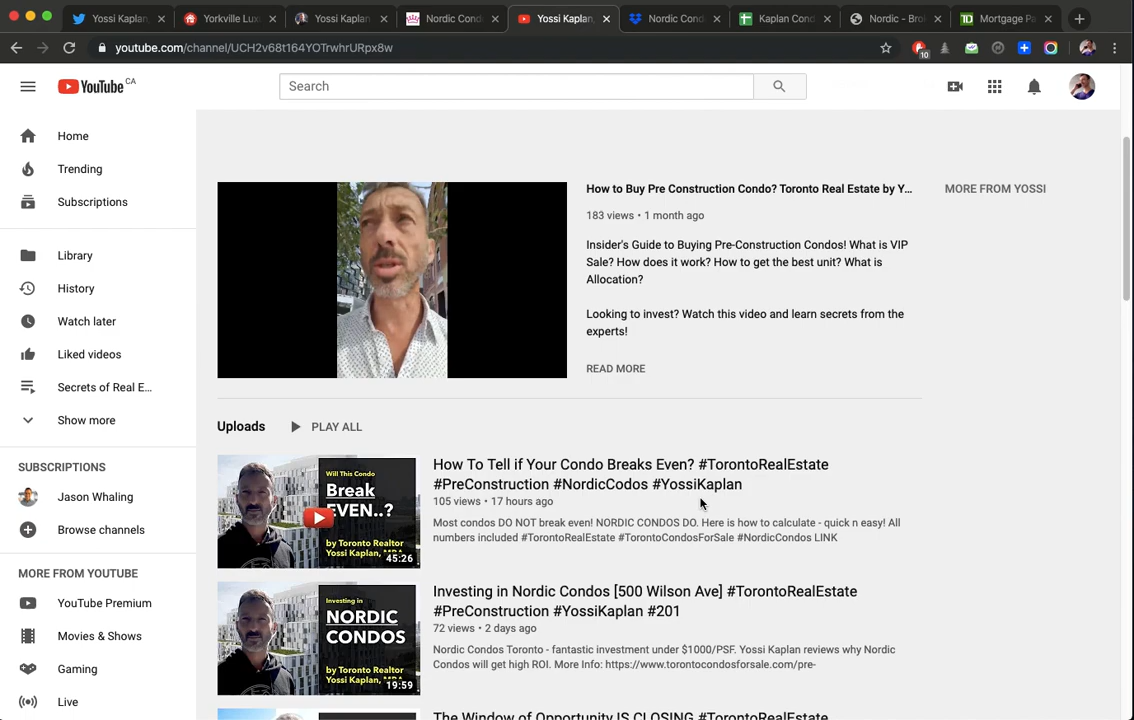 Yossi Kaplan,
Yorkville Lux
Yossi Kaplan
Nordic Cond
Yossi Kaplan,
Nordic Cond
Kaplan Cond
Nordic - Bro
TD
Mortgage Pa
youtube.com/channel/UCH2v68t164YOTrwhrURpx8w
10
YouTube CA
Search
Home
Trending
Subscriptions
Library
History
Watch later
Liked videos
Secrets of Real E...
Show more
SUBSCRIPTIONS
Jason Whaling
Browse channels
MORE FROM YOUTUBE
YouTube Premium
Movies & Shows
Gaming
Live
How to Buy Pre Construction Condo? Toronto Real Estate by Y...
183 views • 1 month ago
Insider's Guide to Buying Pre-Construction Condos! What is VIP
Sale? How does it work? How to get the best unit? What is
Allocation?
Looking to invest? Watch this video and learn secrets from the
experts!
READ MORE
MORE FROM YOSSI
Uploads
PLAY ALL
Will This Condo
Break
EVEN..?
by Toronto Realtor
Yossi Kaplan, MBA
45:26
How To Tell if Your Condo Breaks Even? #TorontoRealEstate
#PreConstruction #NordicCodos #YossiKaplan
105 views • 17 hours ago
Most condos DO NOT break even! NORDIC CONDOS DO. Here is how to calculate - quick n easy! All
numbers included #TorontoRealEstate #TorontoCondosForSale #NordicCondos LINK
Investing in
NORDIC
CONDOS
by Toronto Realtor
Yossi Kaplan, MBA
19:59
Investing in Nordic Condos [500 Wilson Ave] #TorontoRealEstate
#PreConstruction #YossiKaplan #201
72 views • 2 days ago
Nordic Condos Toronto - fantastic investment under $1000/PSF. Yossi Kaplan reviews why Nordic
Condos will get high ROI. More Info: https://www.torontocondosforsale.com/pre-
The Window of Opportunity IS CLOSING #TorontoRealEstate